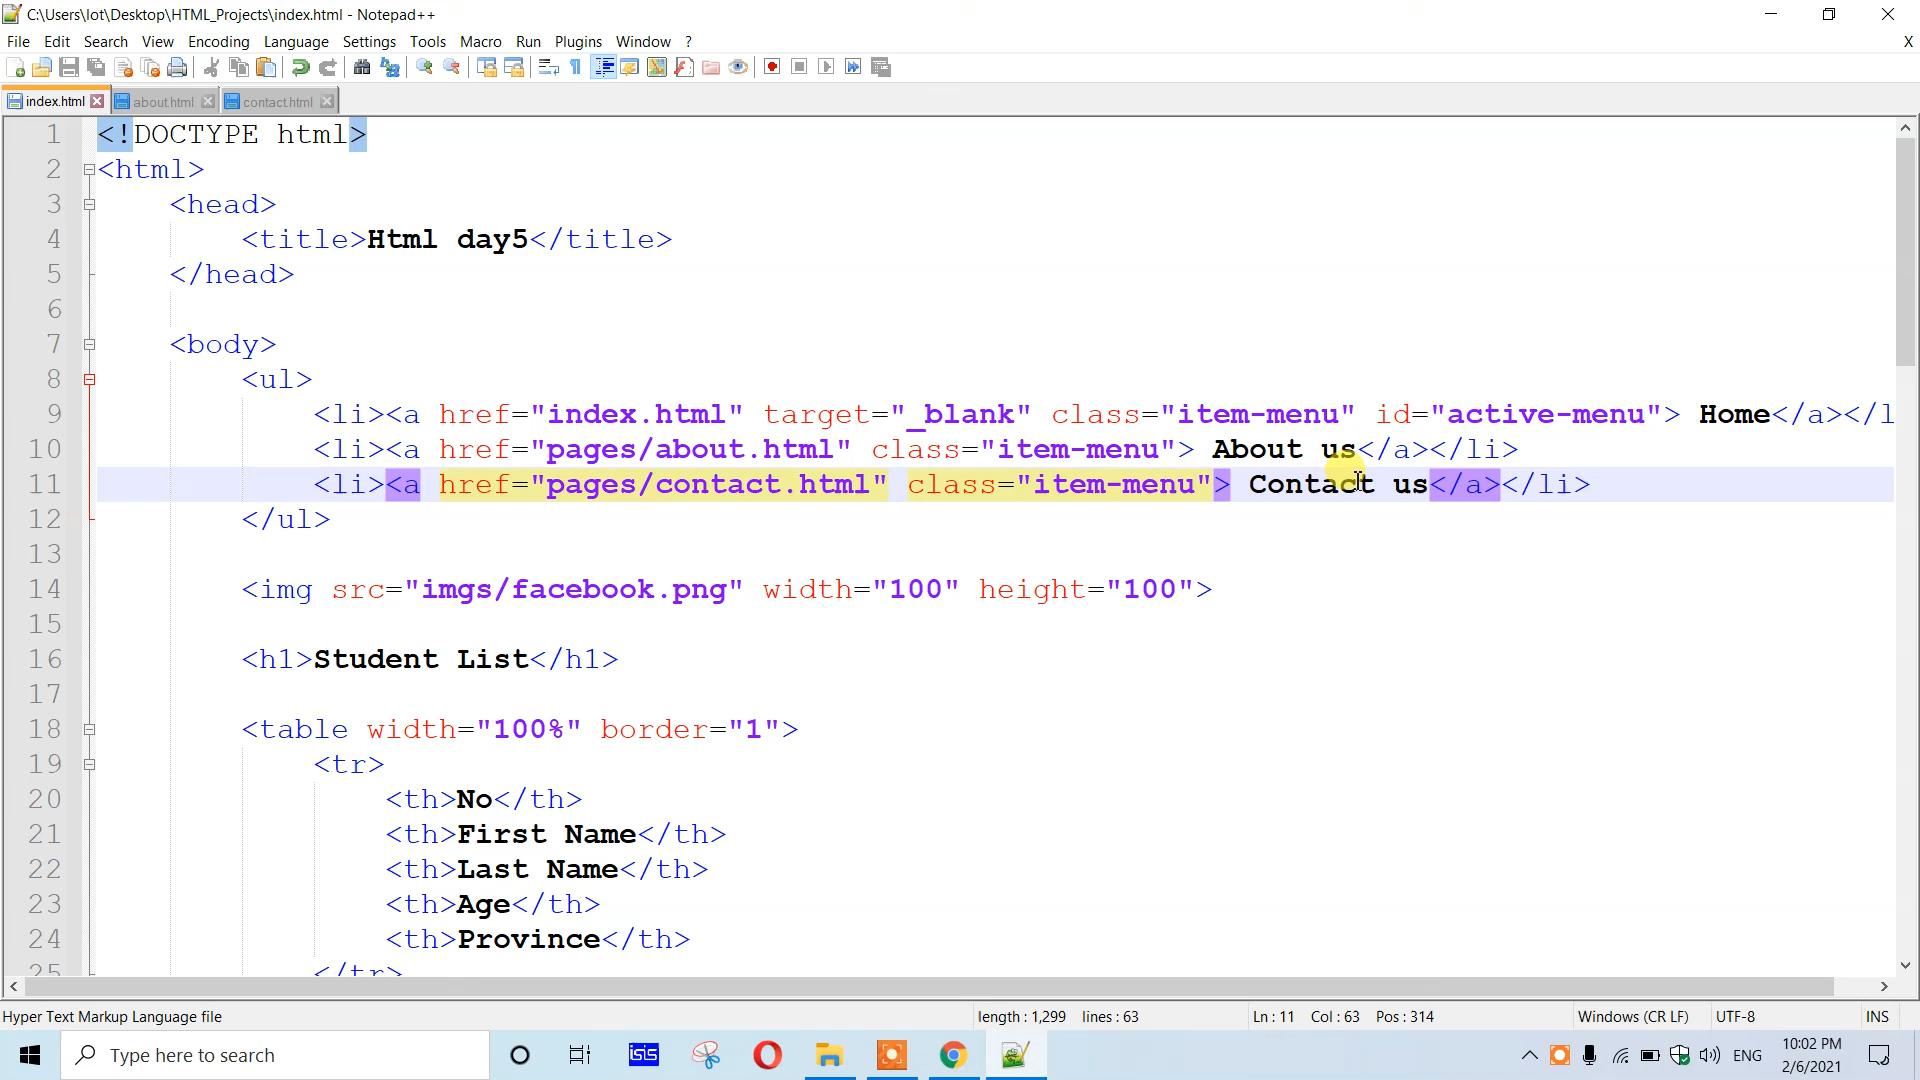 C:\Users\lot\Desktop\HTML_Projects\index.html - Notepad++
File Edit Search View Encoding Language Settings Tools Macro Run Plugins Window ? X
index.html about.html contact.html
1 <!DOCTYPE html>
2 <html>
3 <head>
4 <title>Html day5</title>
5 </head>
6
7 <body>
8 <ul>
9 <li><a href="index.html" target="_blank" class="item-menu" id="active-menu"> Home</a></l
10 <li><a href="pages/about.html" class="item-menu"> About us</a></li>
11 <li><a href="pages/contact.html" class="item-menu"> Contact us</a></li>
12 </ul>
13
14 <img src="imgs/facebook.png" width="100" height="100">
15
16 <h1>Student List</h1>
17
18 <table width="100%" border="1">
19 <tr>
20 <th>No</th>
21 <th>First Name</th>
22 <th>Last Name</th>
23 <th>Age</th>
24 <th>Province</th>
25 </tr>
Hyper Text Markup Language file length : 1,299 lines : 63 Ln : 11 Col : 63 Pos : 314 Windows (CR LF) UTF-8 INS
Type here to search isis ENG 10:02 PM
2/6/2021